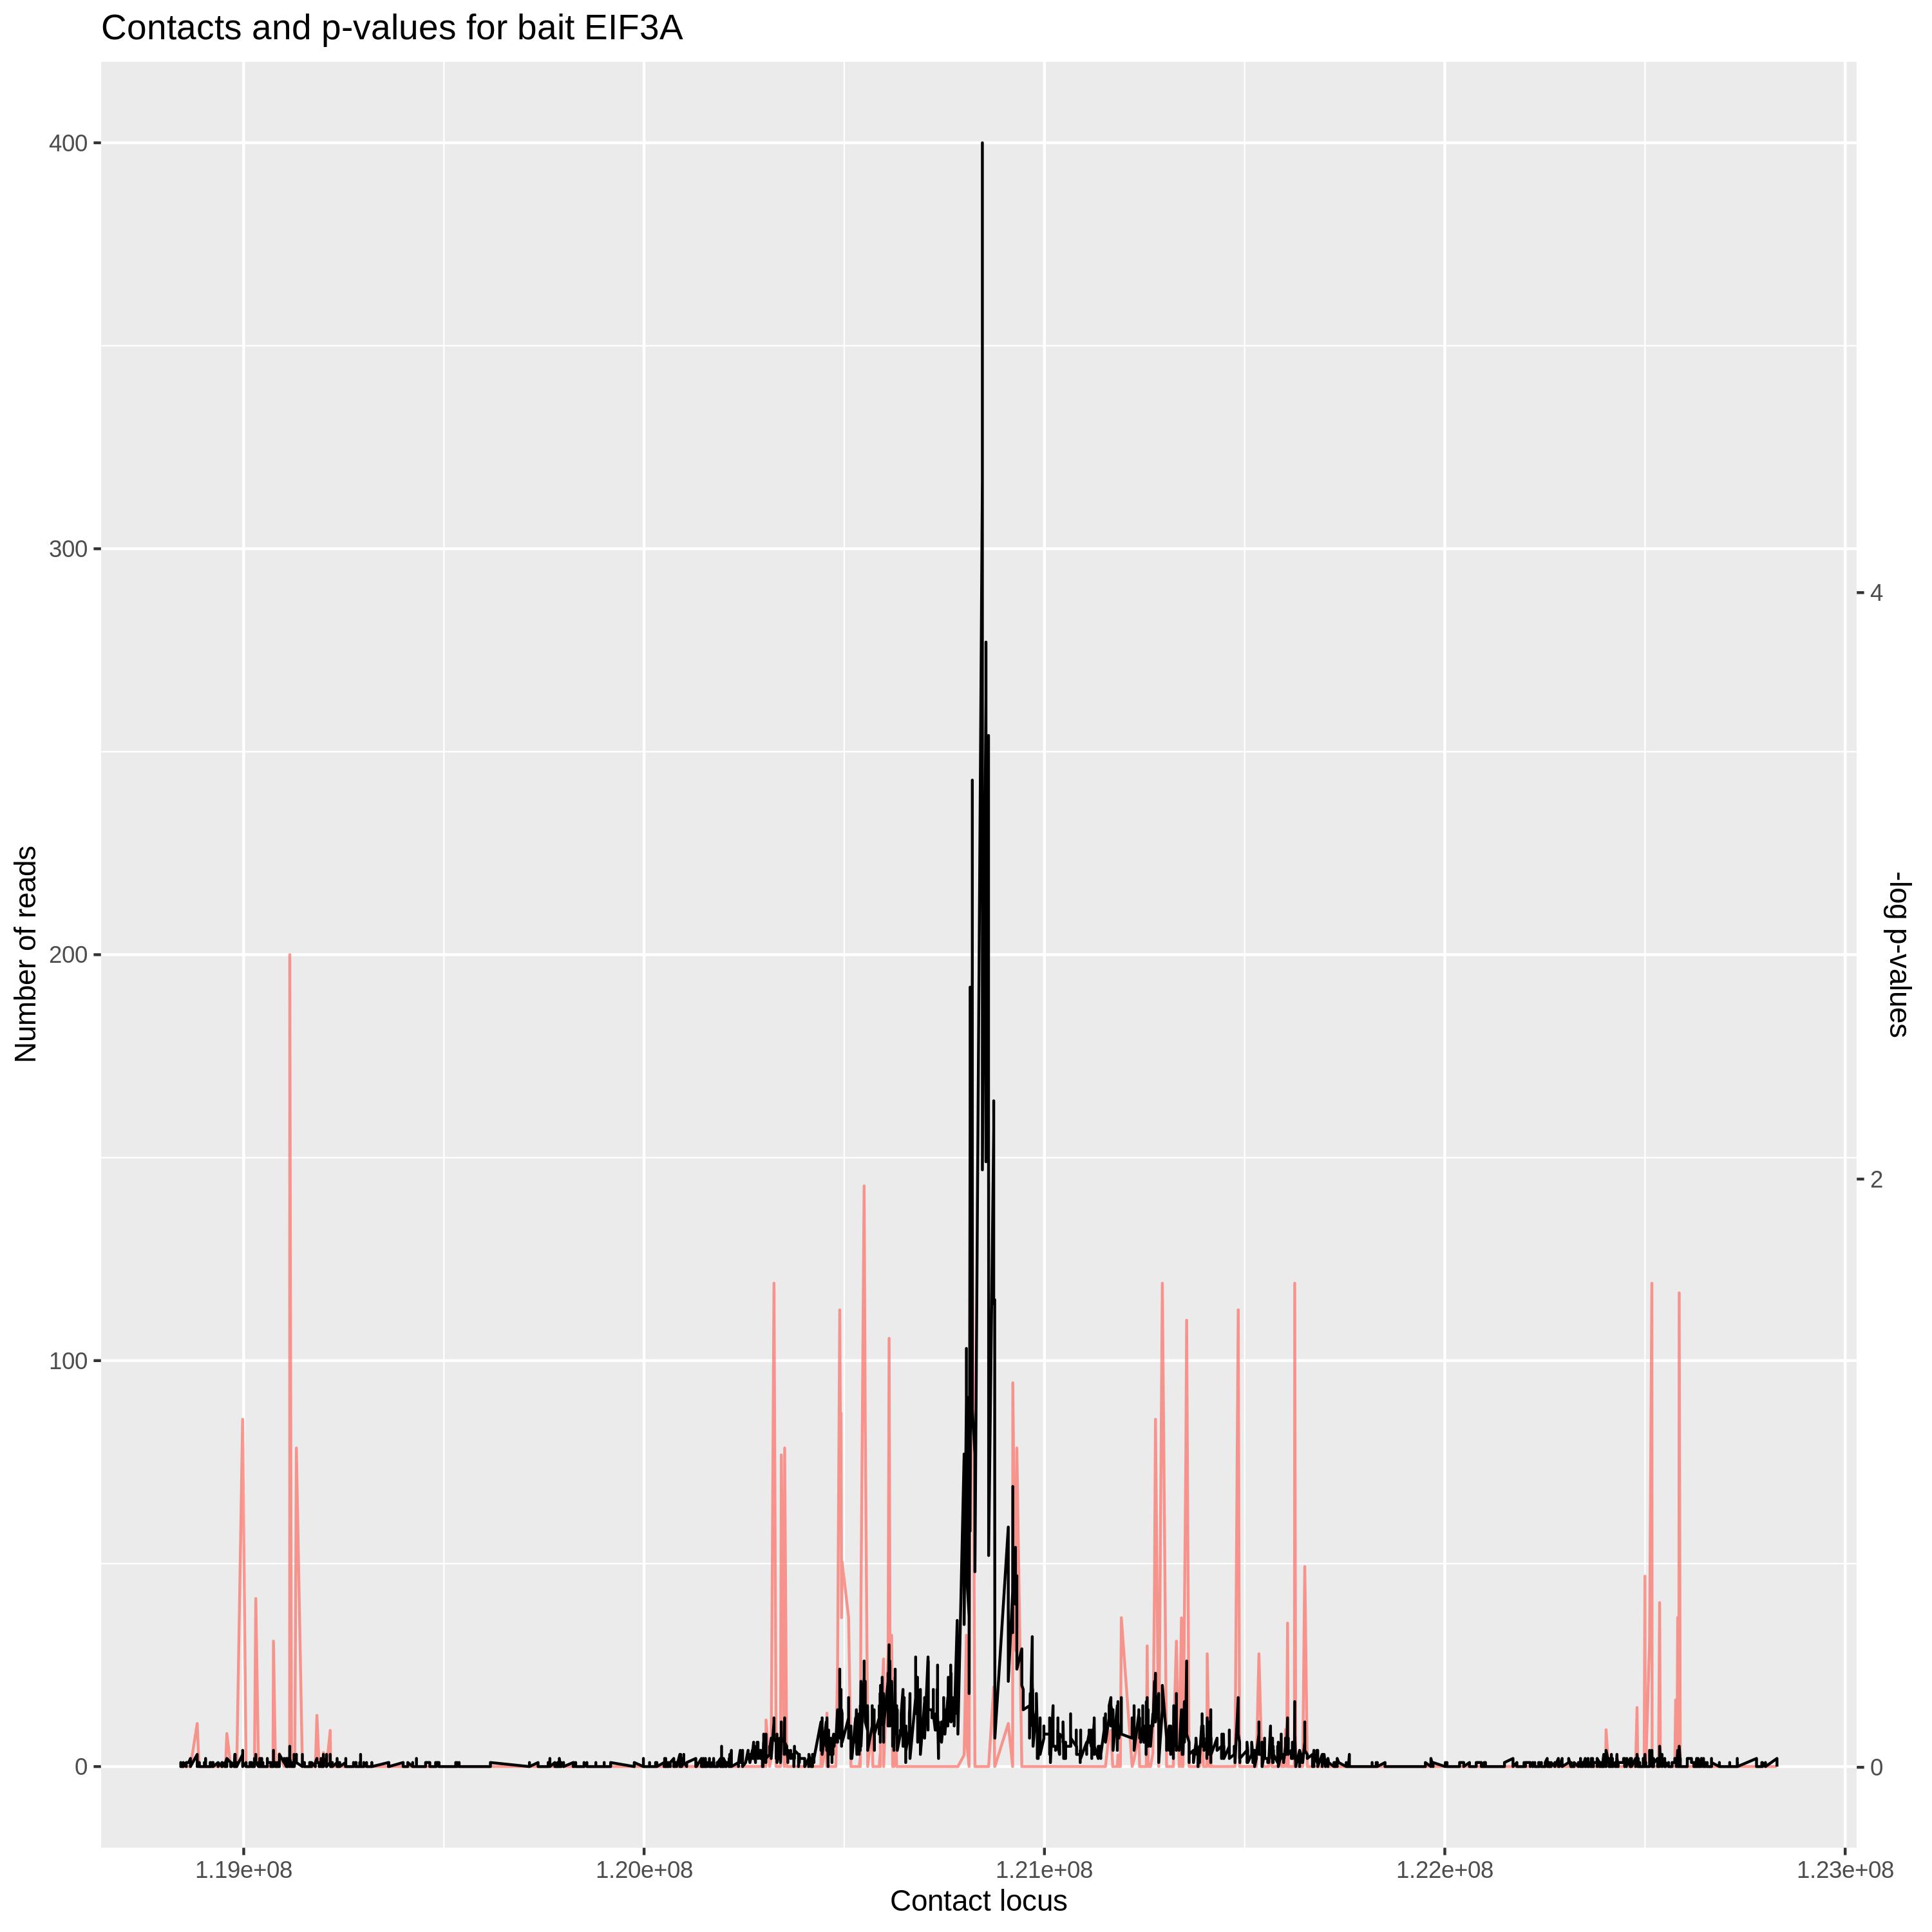 Contacts and p-values for bait EIF3A
400
300
200
100
0
Number of reads
4
2
0
-log p-values
1.19e+08
1.20e+08
1.21e+08
1.22e+08
1.23e+08
Contact locus